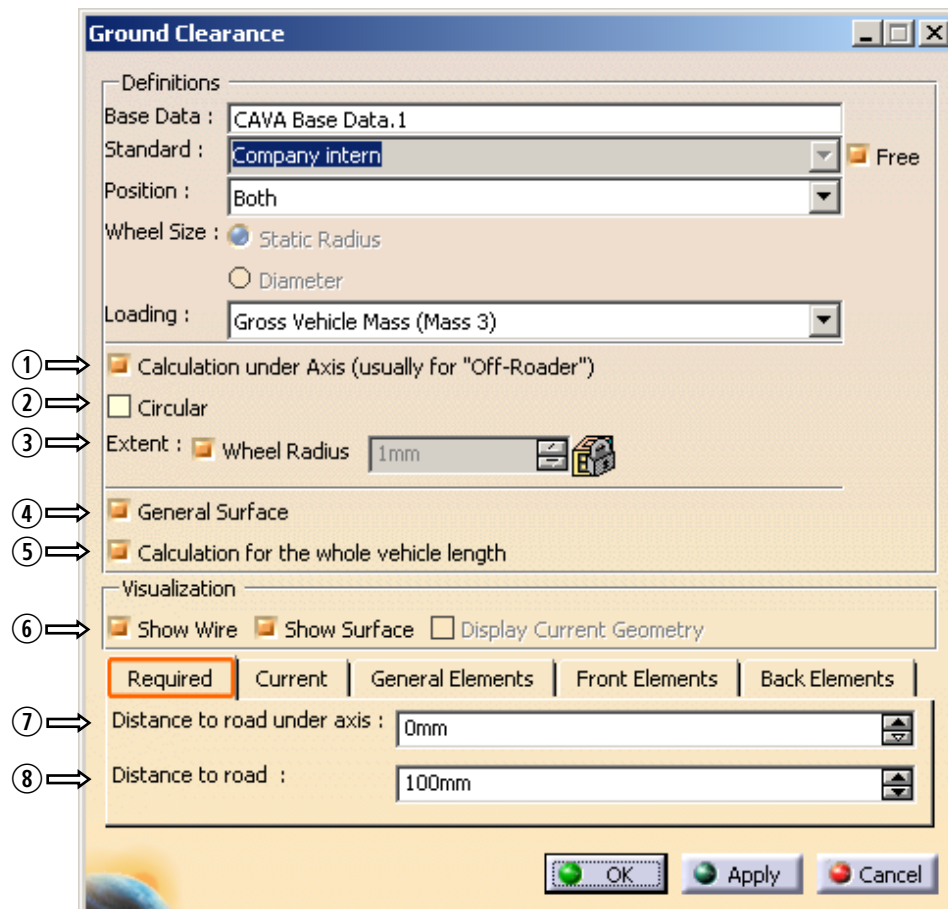 Ground Clearance
Definitions
Base Data : CAVA Base Data.1
Standard : Company intern Free
Position : Both
Wheel Size : Static Radius
Diameter
Loading : Gross Vehicle Mass (Mass 3)
① Calculation under Axis (usually for "Off-Roader")
② Circular
③ Extent : Wheel Radius 1mm
④ General Surface
⑤ Calculation for the whole vehicle length
Visualization
⑥ Show Wire Show Surface Display Current Geometry
Required Current General Elements Front Elements Back Elements
⑦ Distance to road under axis : 0mm
⑧ Distance to road : 100mm
OK Apply Cancel